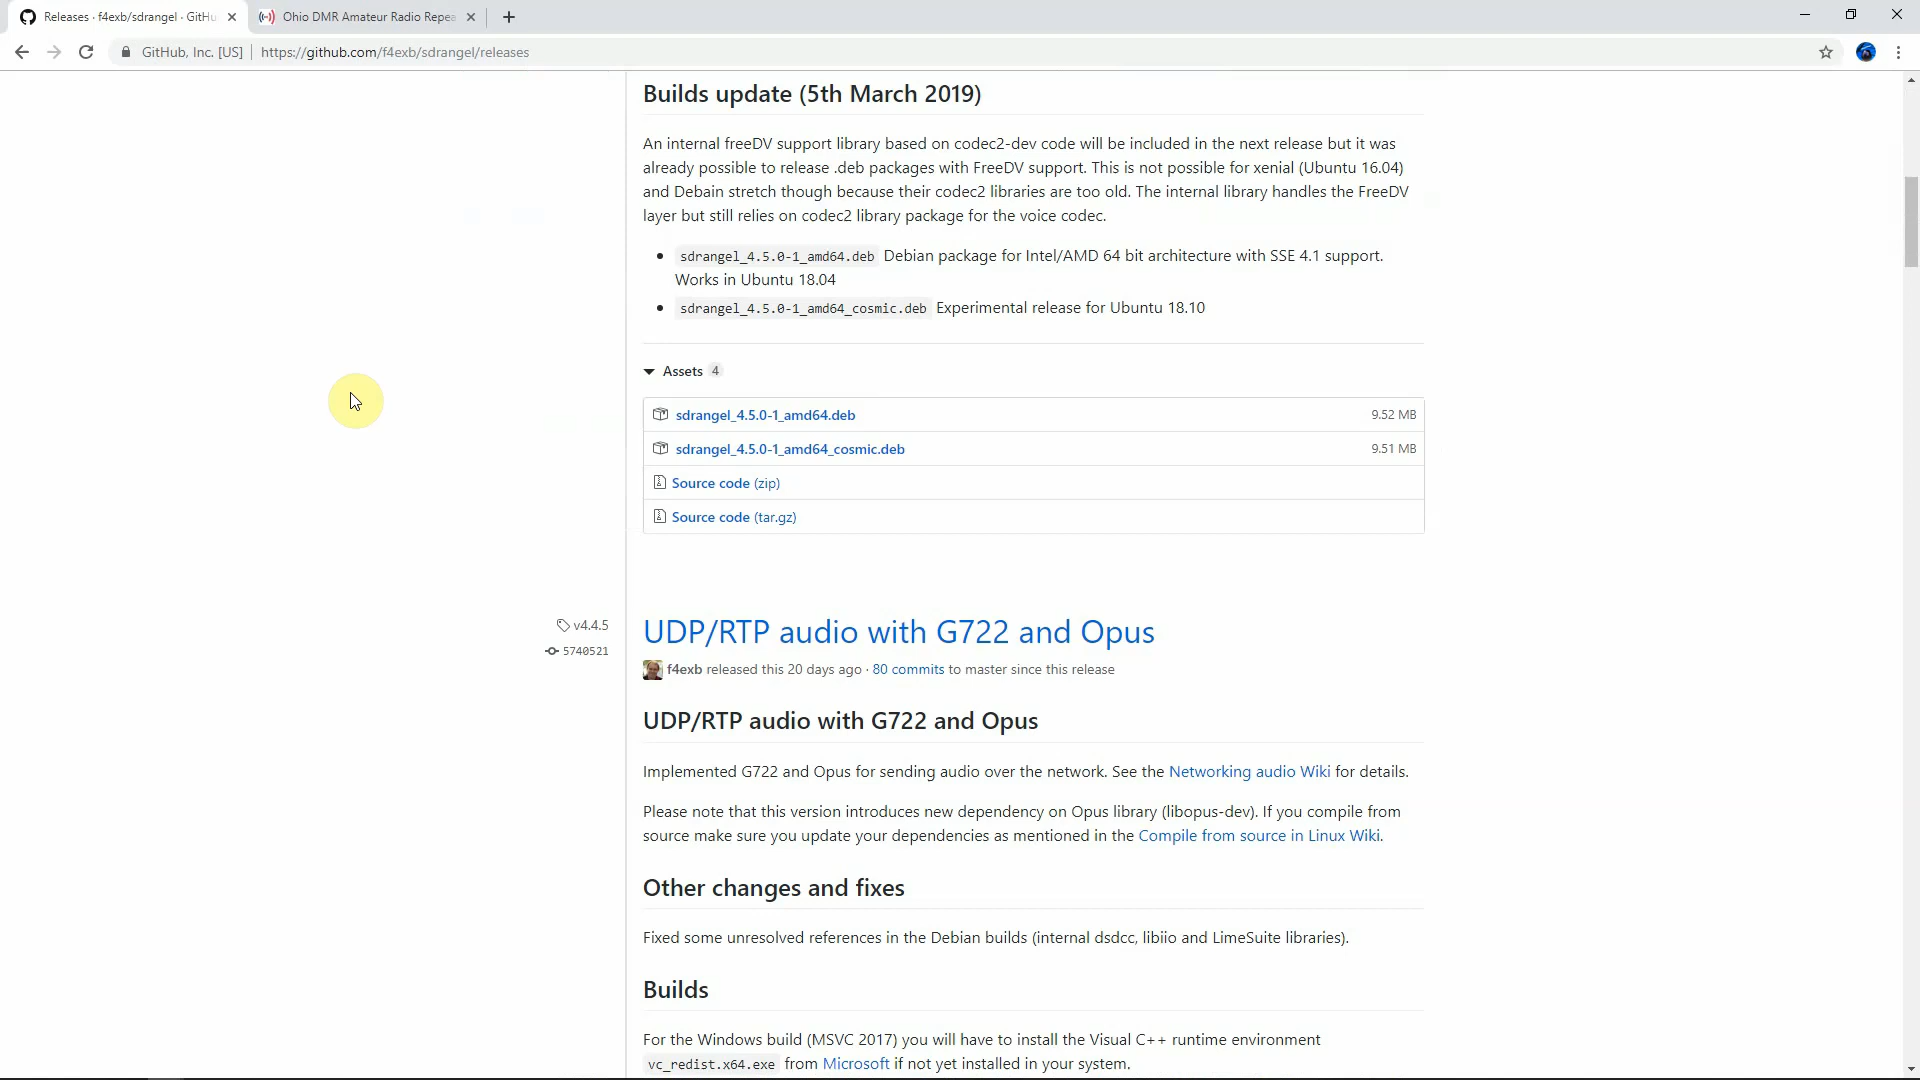 Releases · f4exb/sdrangel · GitHu
Ohio DMR Amateur Radio Repea
GitHub, Inc. [US] | https://github.com/f4exb/sdrangel/releases
Builds update (5th March 2019)
An internal freeDV support library based on codec2-dev code will be included in the next release but it was
already possible to release .deb packages with FreeDV support. This is not possible for xenial (Ubuntu 16.04)
and Debain stretch though because their codec2 libraries are too old. The internal library handles the FreeDV
layer but still relies on codec2 library package for the voice codec.
• sdrangel_4.5.0-1_amd64.deb Debian package for Intel/AMD 64 bit architecture with SSE 4.1 support.
Works in Ubuntu 18.04
• sdrangel_4.5.0-1_amd64_cosmic.deb Experimental release for Ubuntu 18.10
Assets 4
sdrangel_4.5.0-1_amd64.deb 9.52 MB
sdrangel_4.5.0-1_amd64_cosmic.deb 9.51 MB
Source code (zip)
Source code (tar.gz)
v4.4.5
5740521
UDP/RTP audio with G722 and Opus
f4exb released this 20 days ago · 80 commits to master since this release
UDP/RTP audio with G722 and Opus
Implemented G722 and Opus for sending audio over the network. See the Networking audio Wiki for details.
Please note that this version introduces new dependency on Opus library (libopus-dev). If you compile from
source make sure you update your dependencies as mentioned in the Compile from source in Linux Wiki.
Other changes and fixes
Fixed some unresolved references in the Debian builds (internal dsdcc, libiio and LimeSuite libraries).
Builds
For the Windows build (MSVC 2017) you will have to install the Visual C++ runtime environment
vc_redist.x64.exe from Microsoft if not yet installed in your system.